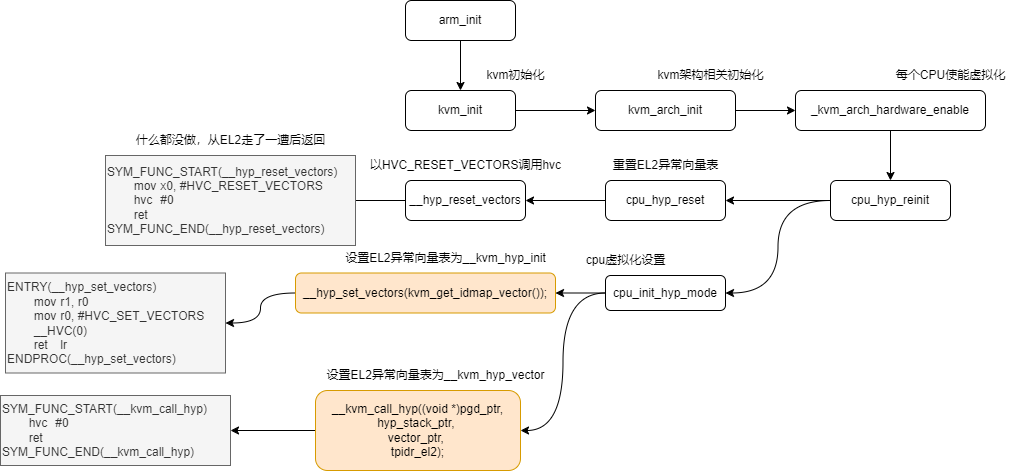 arm_init
kvm初始化
kvm架构相关初始化
每个CPU使能虚拟化
kvm_init
kvm_arch_init
_kvm_arch_hardware_enable
什么都没做，从EL2走了一遭后返回
以HVC_RESET_VECTORS调用hvc
重置EL2异常向量表
SYM_FUNC_START(__hyp_reset_vectors)
mov x0, #HVC_RESET_VECTORS
hvc #0
ret
SYM_FUNC_END(__hyp_reset_vectors)
__hyp_reset_vectors
cpu_hyp_reset
cpu_hyp_reinit
设置EL2异常向量表为__kvm_hyp_init
cpu虚拟化设置
ENTRY(__hyp_set_vectors)
mov r1, r0
mov r0, #HVC_SET_VECTORS
__HVC(0)
ret lr
ENDPROC(__hyp_set_vectors)
__hyp_set_vectors(kvm_get_idmap_vector());
cpu_init_hyp_mode
设置EL2异常向量表为__kvm_hyp_vector
SYM_FUNC_START(__kvm_call_hyp)
hvc #0
ret
SYM_FUNC_END(__kvm_call_hyp)
__kvm_call_hyp((void *)pgd_ptr,
hyp_stack_ptr,
vector_ptr,
tpidr_el2);